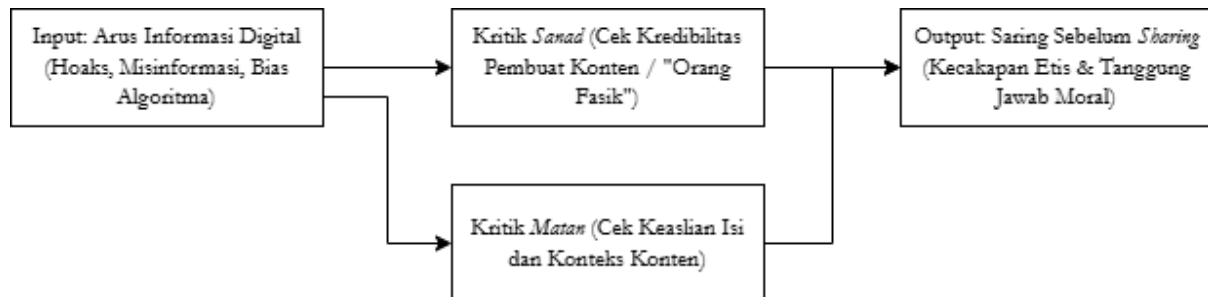 Input: Arus Informasi Digital
(Hoaks, Misinformasi, Bias
Algoritma)
Kritik Sanad (Cek Kredibilitas
Pembuat Konten / "Orang
Fasik")
Output: Saring Sebelum Sharing
(Kecakapan Etis & Tanggung
Jawab Moral)
Kritik Matan (Cek Keaslian Isi
dan Konteks Konten)